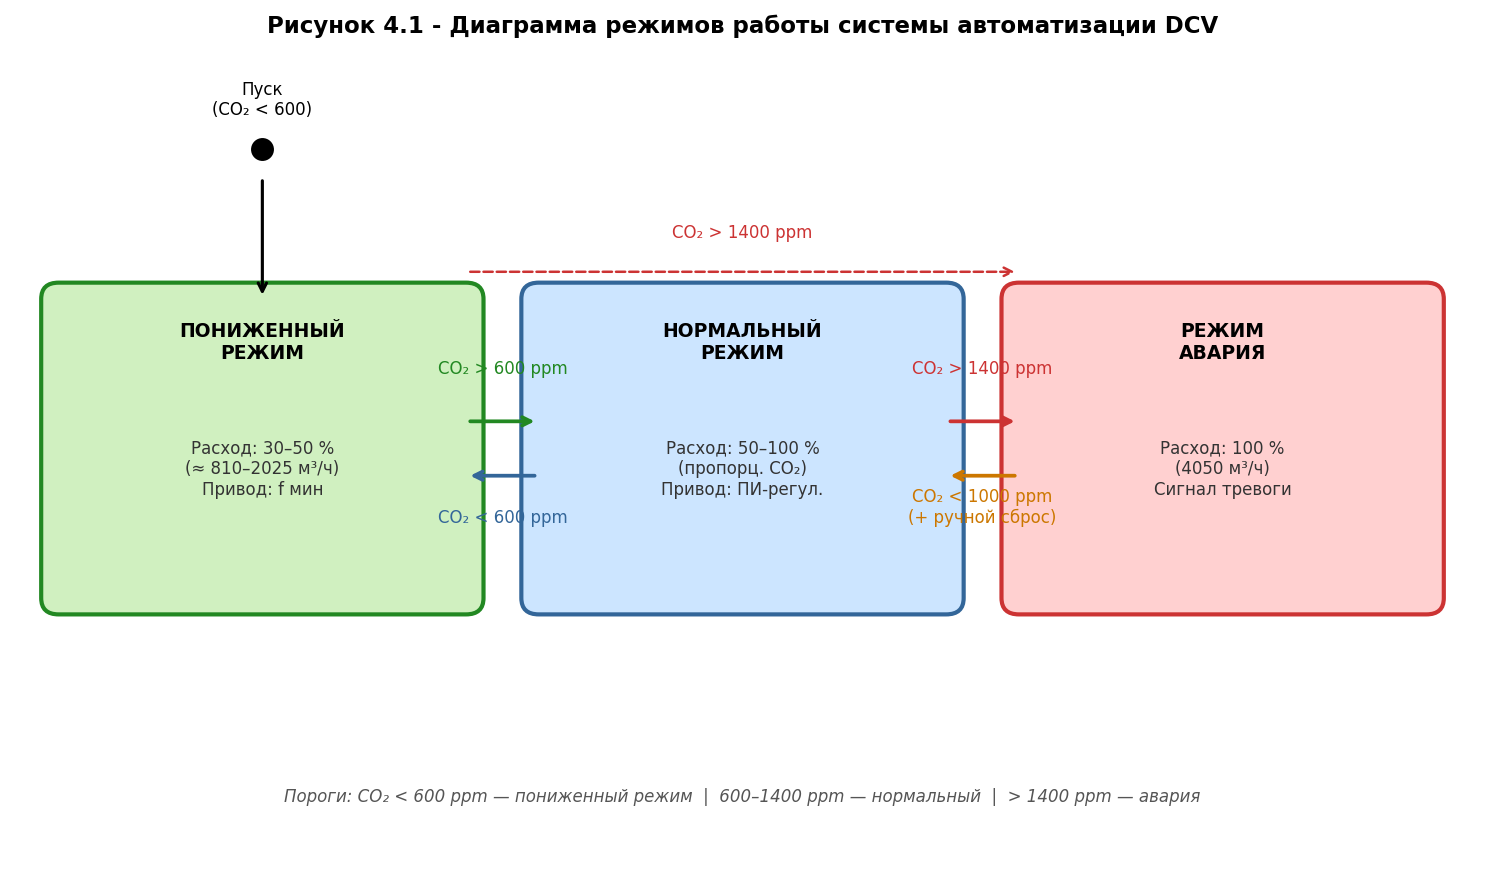 Рисунок 4.1 - Диаграмма режимов работы системы автоматизации DCV
Пуск
(CO₂ < 600)
CO₂ > 1400 ppm
ПОНИЖЕННЫЙ
РЕЖИМ
CO₂ > 600 ppm
Расход: 30–50 %
(≈ 810–2025 м³/ч)
Привод: f мин
CO₂ < 600 ppm
НОРМАЛЬНЫЙ
РЕЖИМ
CO₂ > 1400 ppm
Расход: 50–100 %
(пропорц. CO₂)
Привод: ПИ-регул.
CO₂ < 1000 ppm
(+ ручной сброс)
РЕЖИМ
АВАРИЯ
Расход: 100 %
(4050 м³/ч)
Сигнал тревоги
Пороги: CO₂ < 600 ppm — пониженный режим | 600–1400 ppm — нормальный | > 1400 ppm — авария